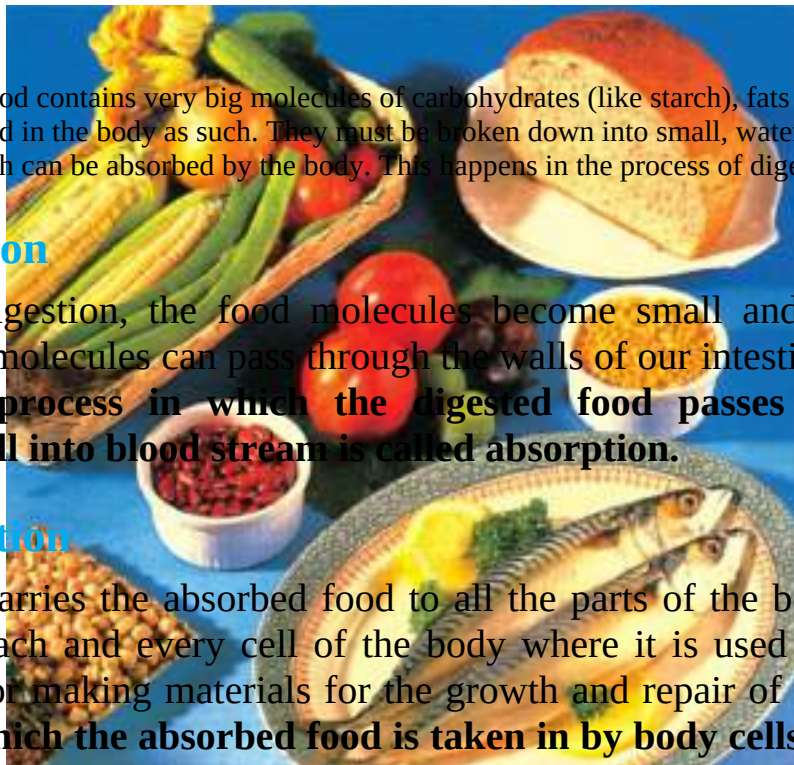 od contains very big molecules of carbohydrates (like starch), fats
d in the body as such. They must be broken down into small, water
h can be absorbed by the body. This happens in the process of dige
on
gestion, the food molecules become small and
molecules can pass through the walls of our intesti
process in which the digested food passes
ll into blood stream is called absorption.
tion
arries the absorbed food to all the parts of the b
ach and every cell of the body where it is used
or making materials for the growth and repair of
hich the absorbed food is taken in by body cells